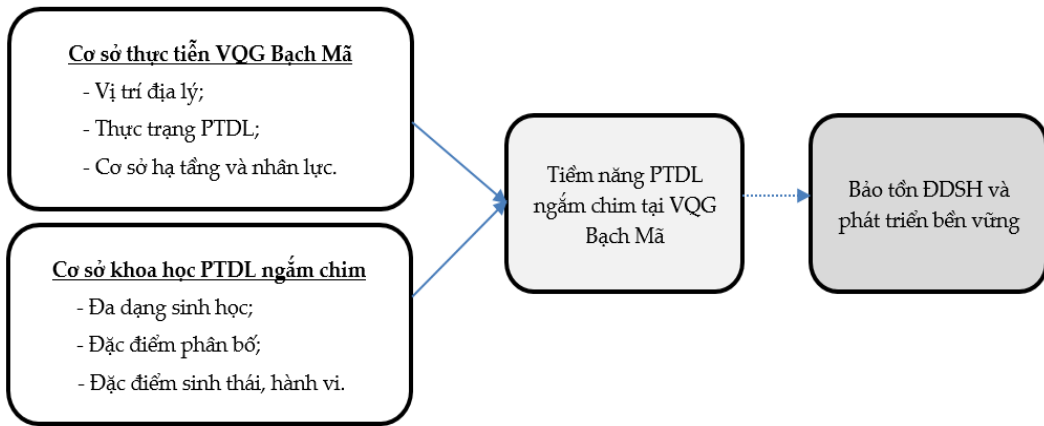 Cơ sở thực tiễn VQG Bạch Mã
- Vị trí địa lý;
- Thực trạng PTDL;
- Cơ sở hạ tầng và nhân lực.
Cơ sở khoa học PTDL ngắm chim
- Đa dạng sinh học;
- Đặc điểm phân bố;
- Đặc điểm sinh thái, hành vi.
Tiềm năng PTDL
ngắm chim tại VQG
Bạch Mã
Bảo tồn ĐDSH và
phát triển bền vững